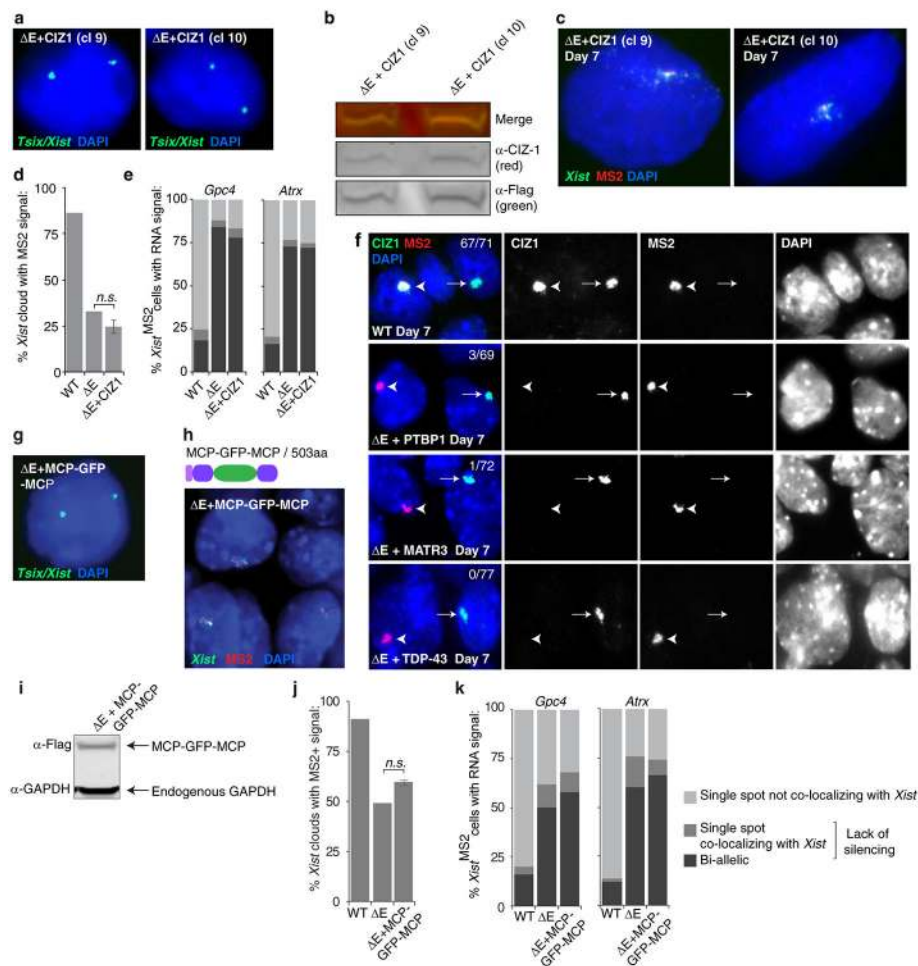 a
ΔE+CIZ1 (cl 9)
Tsix/Xist DAPI
ΔE+CIZ1 (cl 10)
Tsix/Xist DAPI
b
ΔE + CIZ1 (cl 9)
ΔE + CIZ1 (cl 10)
Merge
α-CIZ-1
(red)
α-Flag
(green)
c
ΔE+CIZ1 (cl 9)
Day 7
Xist MS2 DAPI
ΔE+CIZ1 (cl 10)
Day 7
d
% Xist cloud with MS2 signal:
100
75
50
25
0
n.s.
WT
ΔE
ΔE+CIZ1
e
% Xist MS2 cells with RNA signal:
Gpc4
Atrx
100
75
50
25
0
WT
ΔE
ΔE+CIZ1
WT
ΔE
ΔE+CIZ1
f
CIZ1 MS2
DAPI
67/71
WT Day 7
CIZ1
MS2
DAPI
3/69
ΔE + PTBP1 Day 7
1/72
ΔE + MATR3 Day 7
0/77
ΔE + TDP-43 Day 7
g
ΔE+MCP-GFP
-MCP
Tsix/Xist DAPI
h
MCP-GFP-MCP / 503aa
ΔE+MCP-GFP-MCP
Xist MS2 DAPI
i
ΔE + MCP-
GFP-MCP
α-Flag
MCP-GFP-MCP
α-GAPDH
Endogenous GAPDH
j
% Xist clouds with MS2+ signal:
100
75
50
25
0
n.s.
WT
ΔE
ΔE+MCP-
GFP-MCP
k
% Xist MS2 cells with RNA signal:
Gpc4
Atrx
100
75
50
25
0
WT
ΔE
ΔE+MCP-
GFP-MCP
WT
ΔE
ΔE+MCP-
GFP-MCP
Single spot not co-localizing with Xist
Single spot
co-localizing with Xist
Bi-allelic
Lack of
silencing